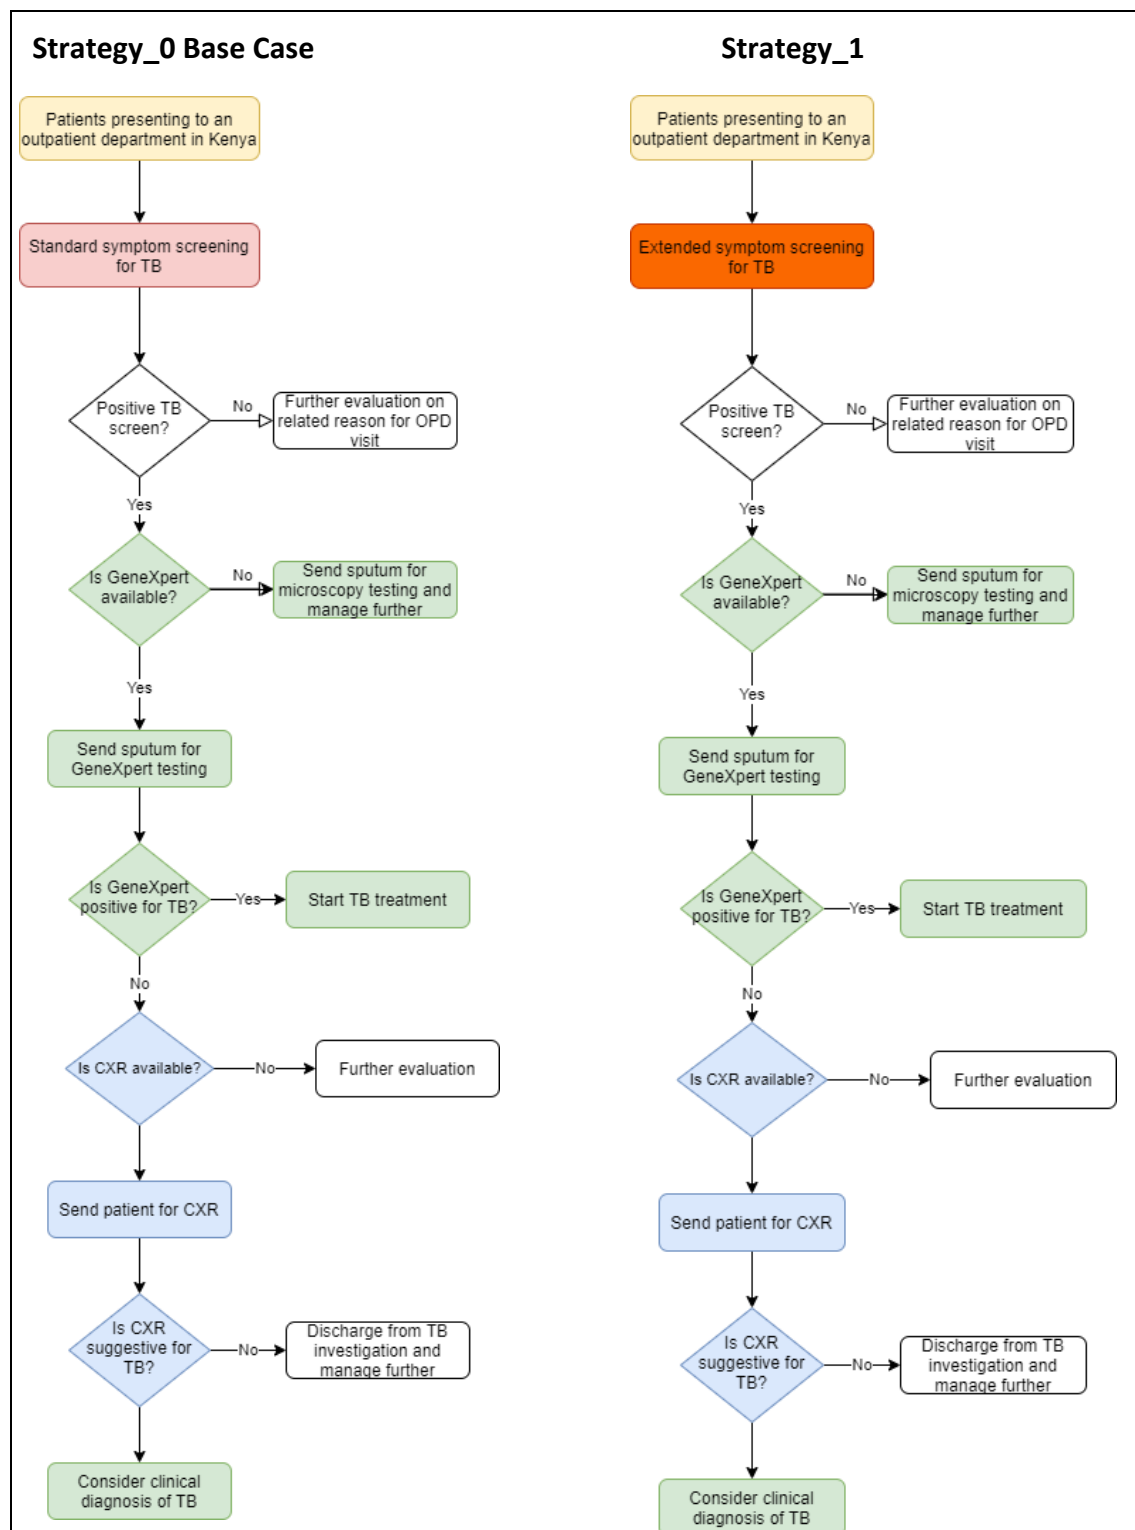 Strategy_0 Base Case
Patients presenting to an
outpatient department in Kenya
Standard symptom screening
for TB
Positive TB
screen?
No
Further evaluation on
related reason for OPD
visit
Yes
Is GeneXpert
available?
No
Send sputum for
microscopy testing and
manage further
Yes
Send sputum for
GeneXpert testing
Is GeneXpert
positive for TB?
Yes
Start TB treatment
No
Is CXR available?
No
Further evaluation
Send patient for CXR
Is CXR
suggestive for
TB?
No
Discharge from TB
investigation and
manage further
Consider clinical
diagnosis of TB
Strategy_1
Patients presenting to an
outpatient department in Kenya
Extended symptom screening
for TB
Positive TB
screen?
No
Further evaluation on
related reason for OPD
visit
Yes
Is GeneXpert
available?
No
Send sputum for
microscopy testing and
manage further
Yes
Send sputum for
GeneXpert testing
Is GeneXpert
positive for TB?
Yes
Start TB treatment
No
Is CXR available?
No
Further evaluation
Send patient for CXR
Is CXR
suggestive for
TB?
No
Discharge from TB
investigation and
manage further
Consider clinical
diagnosis of TB